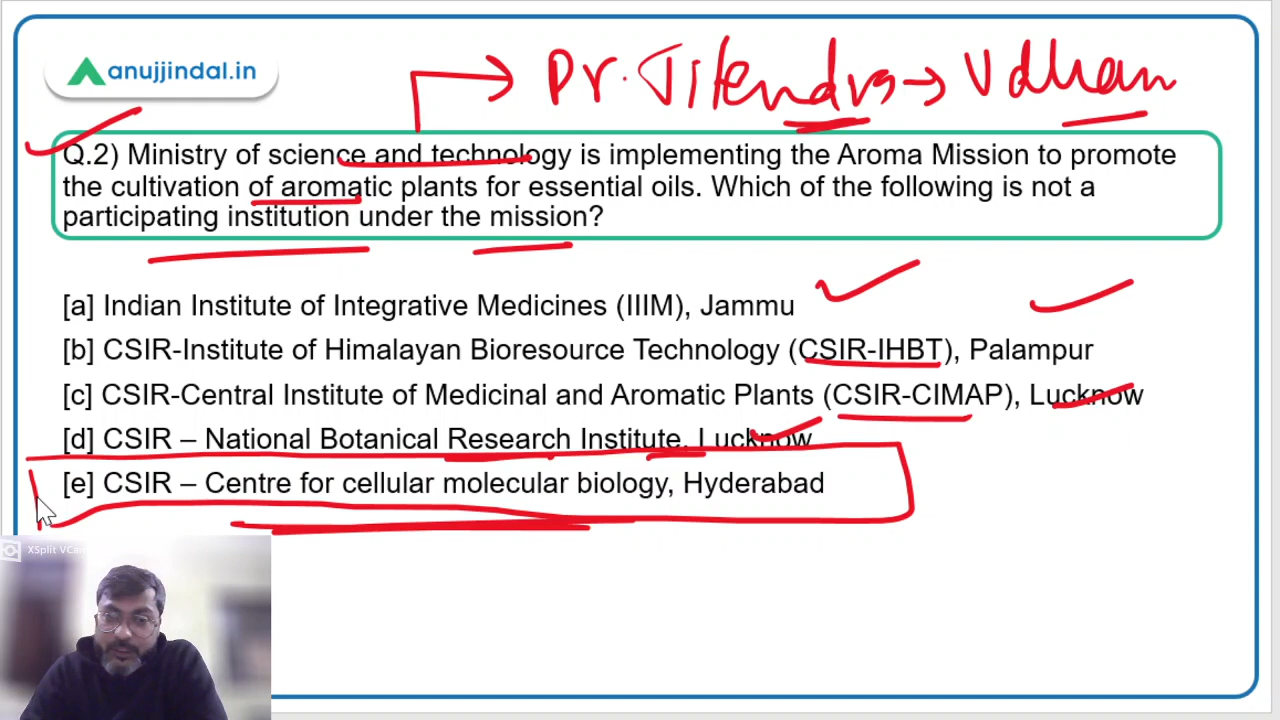 anujjindal.in
Dr. Jitendra → Udhan
Q.2) Ministry of science and technology is implementing the Aroma Mission to promote
the cultivation of aromatic plants for essential oils. Which of the following is not a
participating institution under the mission?
[a] Indian Institute of Integrative Medicines (IIIM), Jammu
[b] CSIR-Institute of Himalayan Bioresource Technology (CSIR-IHBT), Palampur
[c] CSIR-Central Institute of Medicinal and Aromatic Plants (CSIR-CIMAP), Lucknow
[d] CSIR – National Botanical Research Institute, Lucknow
[e] CSIR – Centre for cellular molecular biology, Hyderabad
XSplit VCam